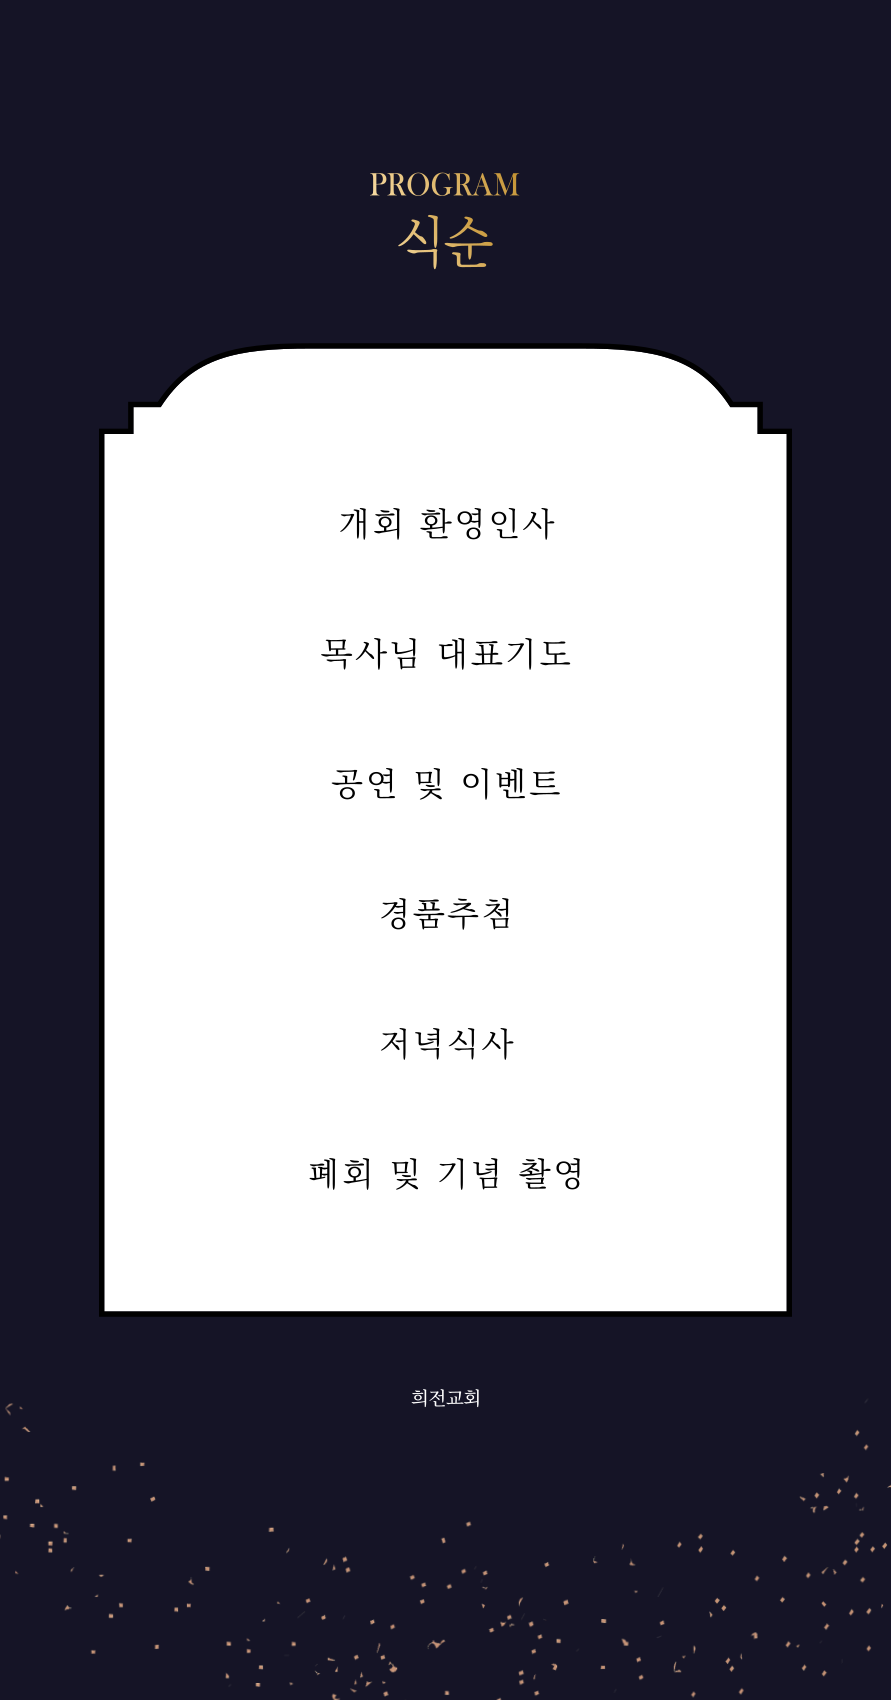 PROGRAM
식순
개회 환영인사
목사님 대표기도
공연 및 이벤트
경품추첨
저녁식사
폐회 및 기념 촬영
희전교회